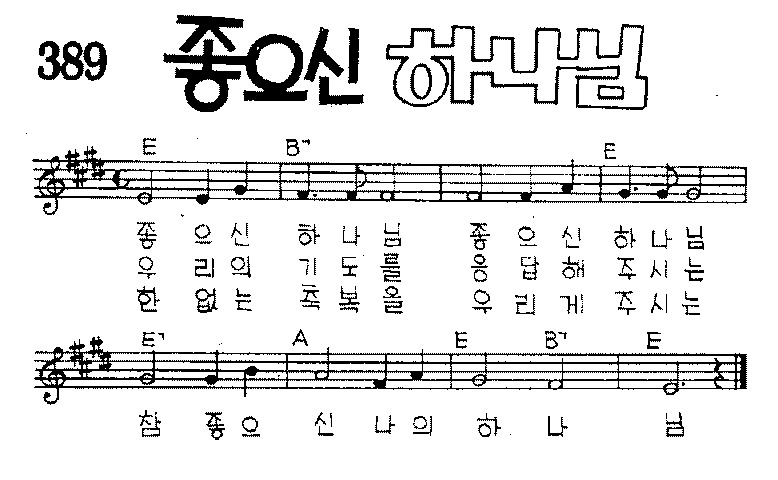 389 좋으신 하나님
E B7 E
좋 으 신 하 나 님 좋 으 신 하 나 님
우 리 의 기 도 를 응 답 해 주 시 는
한 없 는 축 복 을 우 리 게 주 시 는
E7 A E B7 E
참 좋 으 신 나 의 하 나 님